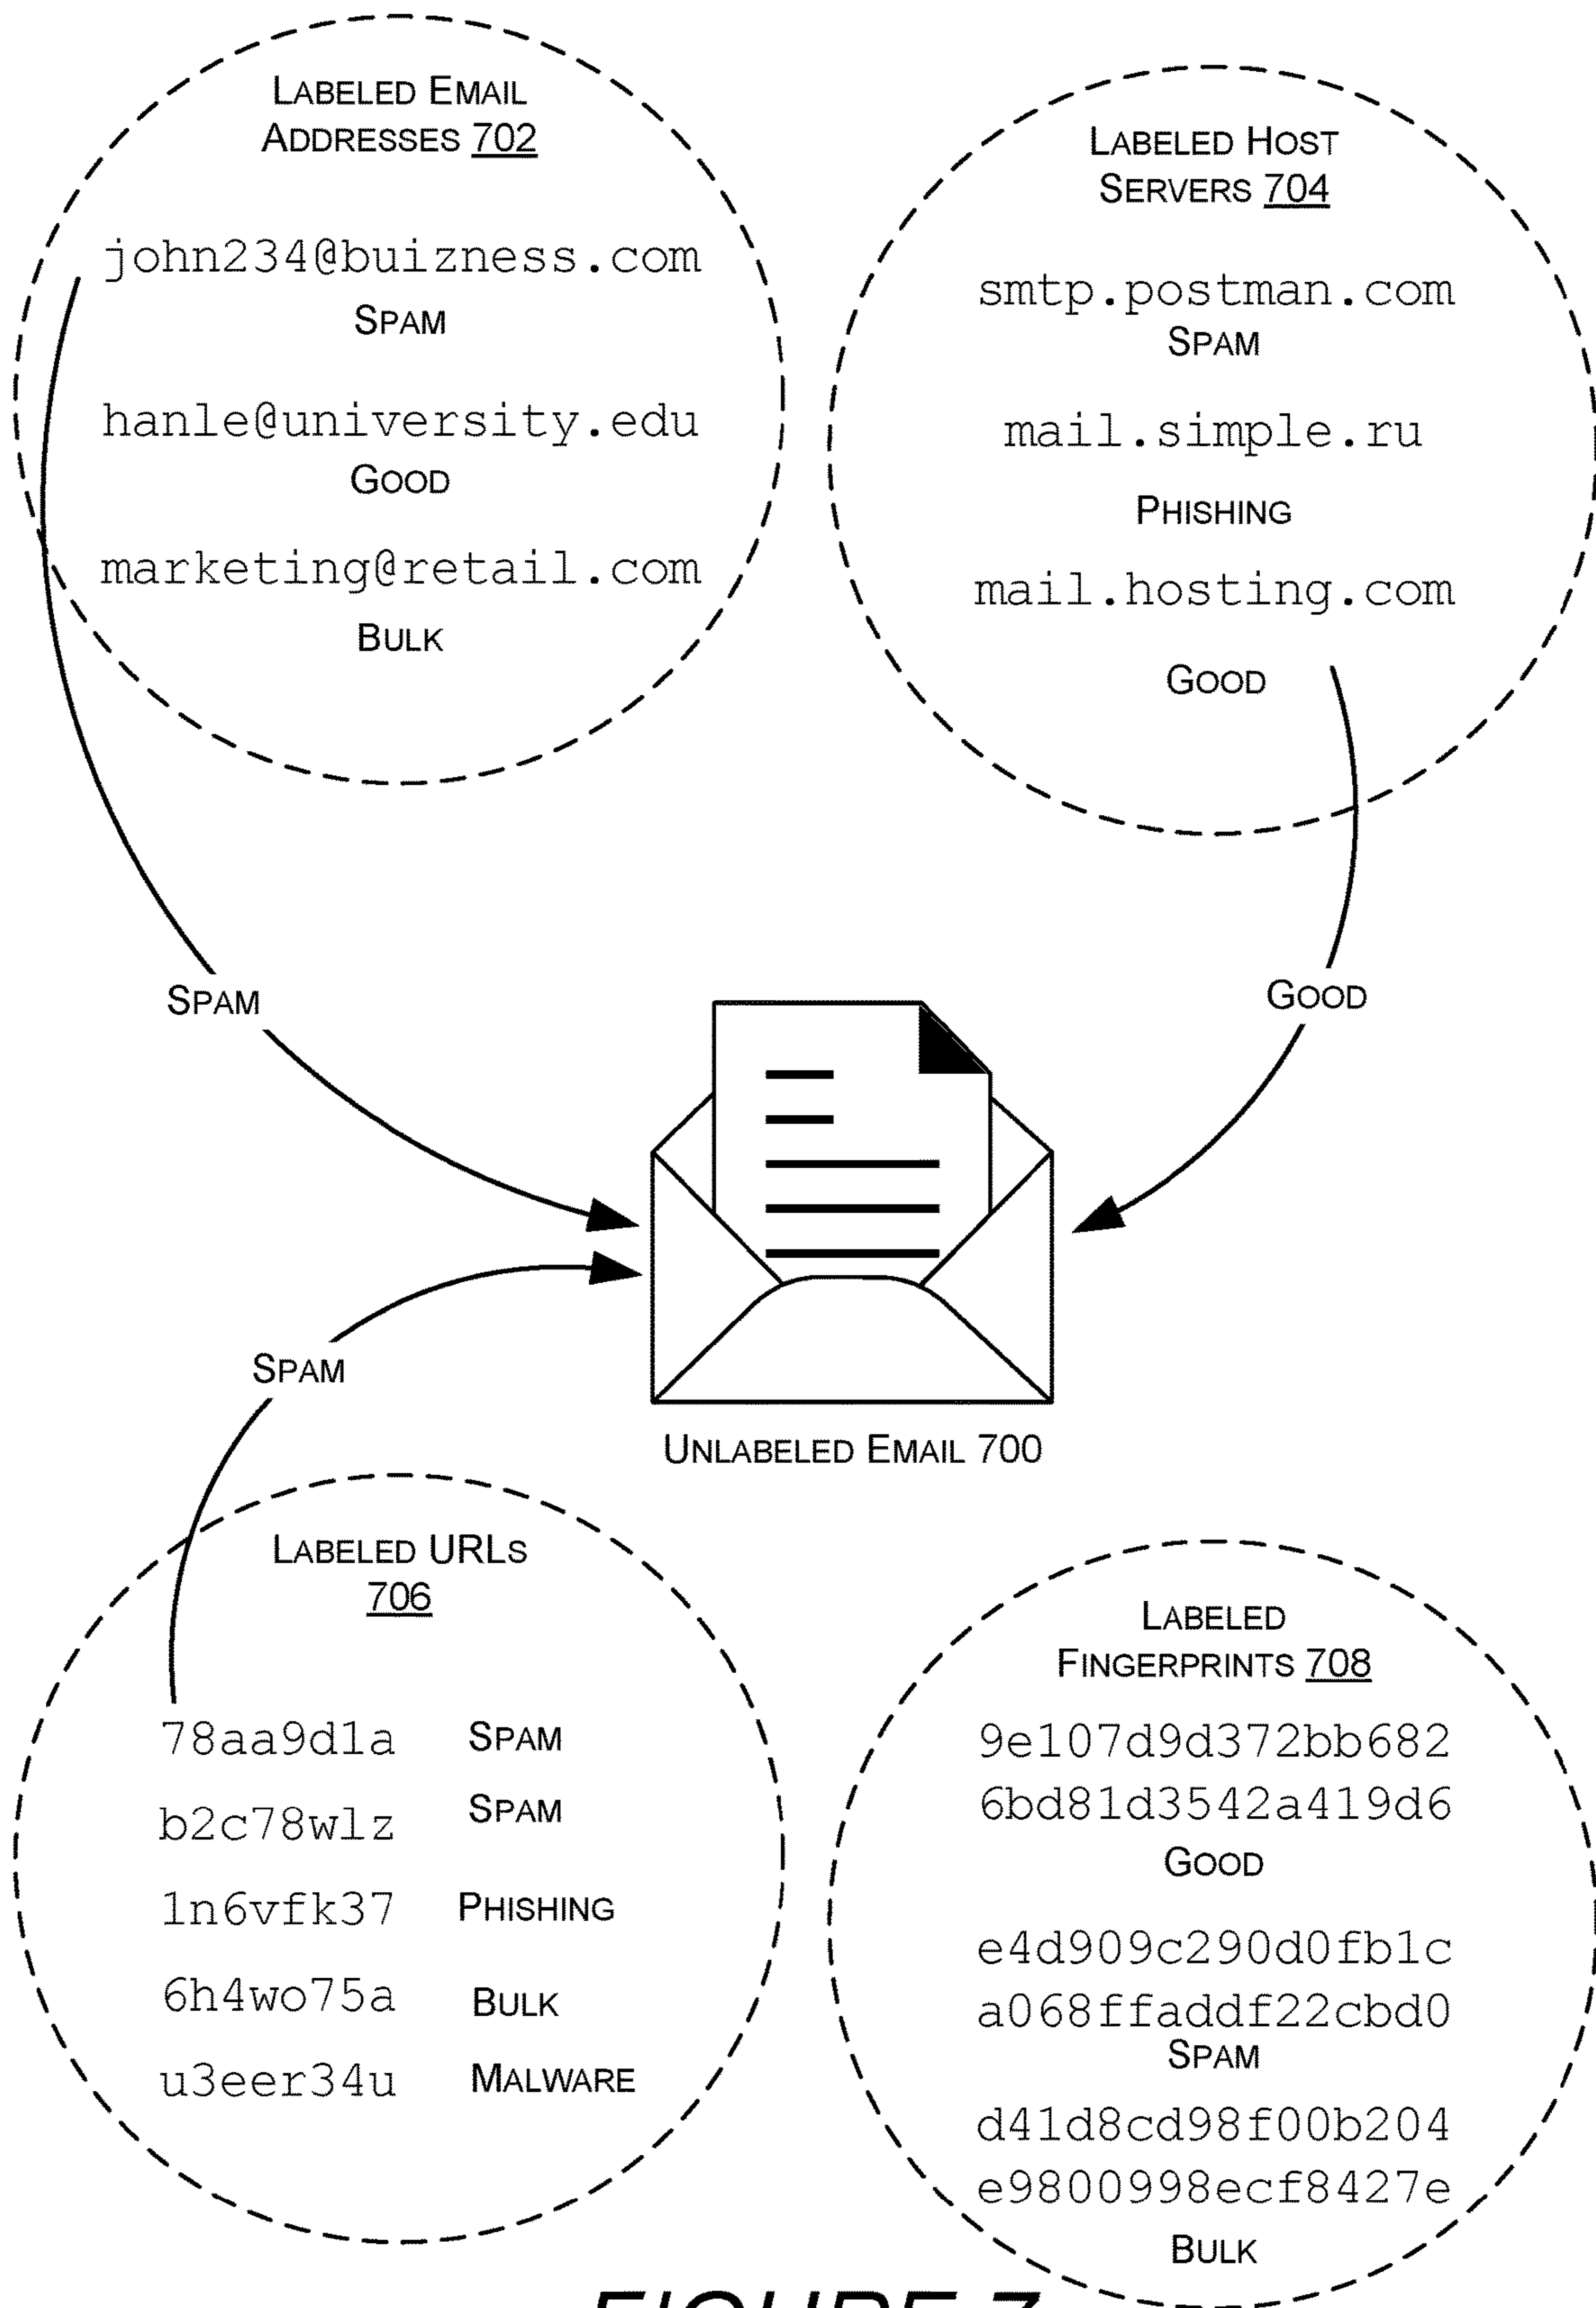 LABELED EMAIL
ADDRESSES 702
john234@buizness.com
SPAM
hanle@university.edu
GOOD
marketing@retail.com
BULK
LABELED HOST
SERVERS 704
smtp.postman.com
SPAM
mail.simple.ru
PHISHING
mail.hosting.com
GOOD
SPAM
GOOD
SPAM
UNLABELED EMAIL 700
LABELED URLS
706
78aa9d1a SPAM
b2c78wlz SPAM
1n6vfk37 PHISHING
6h4wo75a BULK
u3eer34u MALWARE
LABELED
FINGERPRINTS 708
9e107d9d372bb682
6bd81d3542a419d6
GOOD
e4d909c290d0fb1c
a068ffaddf22cbd0
SPAM
d41d8cd98f00b204
e9800998ecf8427e
BULK
FIGURE 7